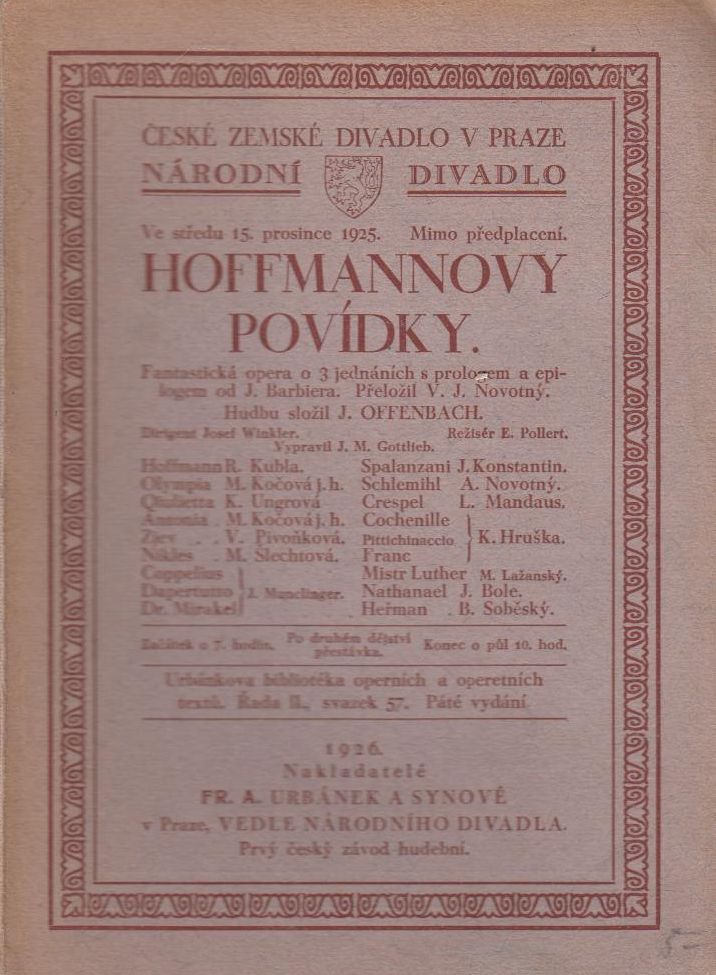 ČESKÉ ZEMSKÉ DIVADLO V PRAZE
NÁRODNÍ DIVADLO
Ve středu 15. prosince 1925. Mimo předplacení.
HOFFMANNOVY
POVÍDKY.
Fantastická opera o 3 jednáních s prologem a epi-
logem od J. Barbiera. Přeložil V. J. Novotný.
Hudbu složil J. OFFENBACH.
Dirigent Josef Winkler. Režisér E. Pollert.
Vypravil J. M. Gottlieb.
Hoffmann R. Kubla. Spalanzani J. Konstantin.
Olympia M. Kočová j. h. Schlemihl A. Novotný.
Giulietta K. Ungrová Crespel L. Mandaus.
Antonia . M. Kočová j. h. Cochenille
Zjev . . V. Pivoňková. Pittichinaccio K. Hruška.
Nikles . M. Šlechtová. Franc
Coppelius Mistr Luther M. Lažanský.
Dapertutto J. Munclinger. Nathanael J. Bole.
Dr. Mirakel Heřman . B. Soběský.
Začátek o 7. hodin. Po druhém dějství přestávka. Konec o půl 10. hod.
Urbánkova bibliotéka operních a operetních
textů. Řada II., svazek 57. Páté vydání
1926.
Nakladatelé
FR. A. URBÁNEK A SYNOVÉ
v Praze, VEDLE NÁRODNÍHO DIVADLA.
Prvý český závod hudební.
5-